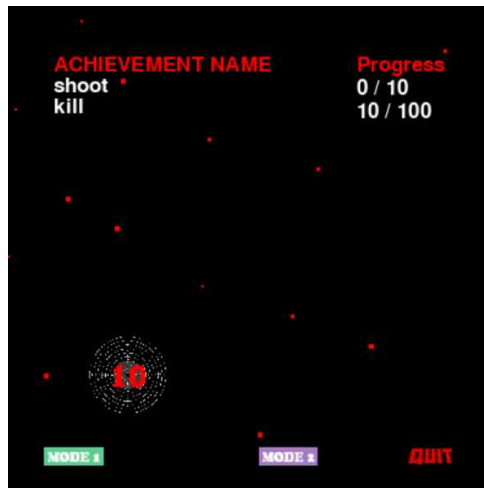 ACHIEVEMENT NAME Progress
shoot 0 / 10
kill 10 / 100
10
MODE 1 MODE 2 QUIT